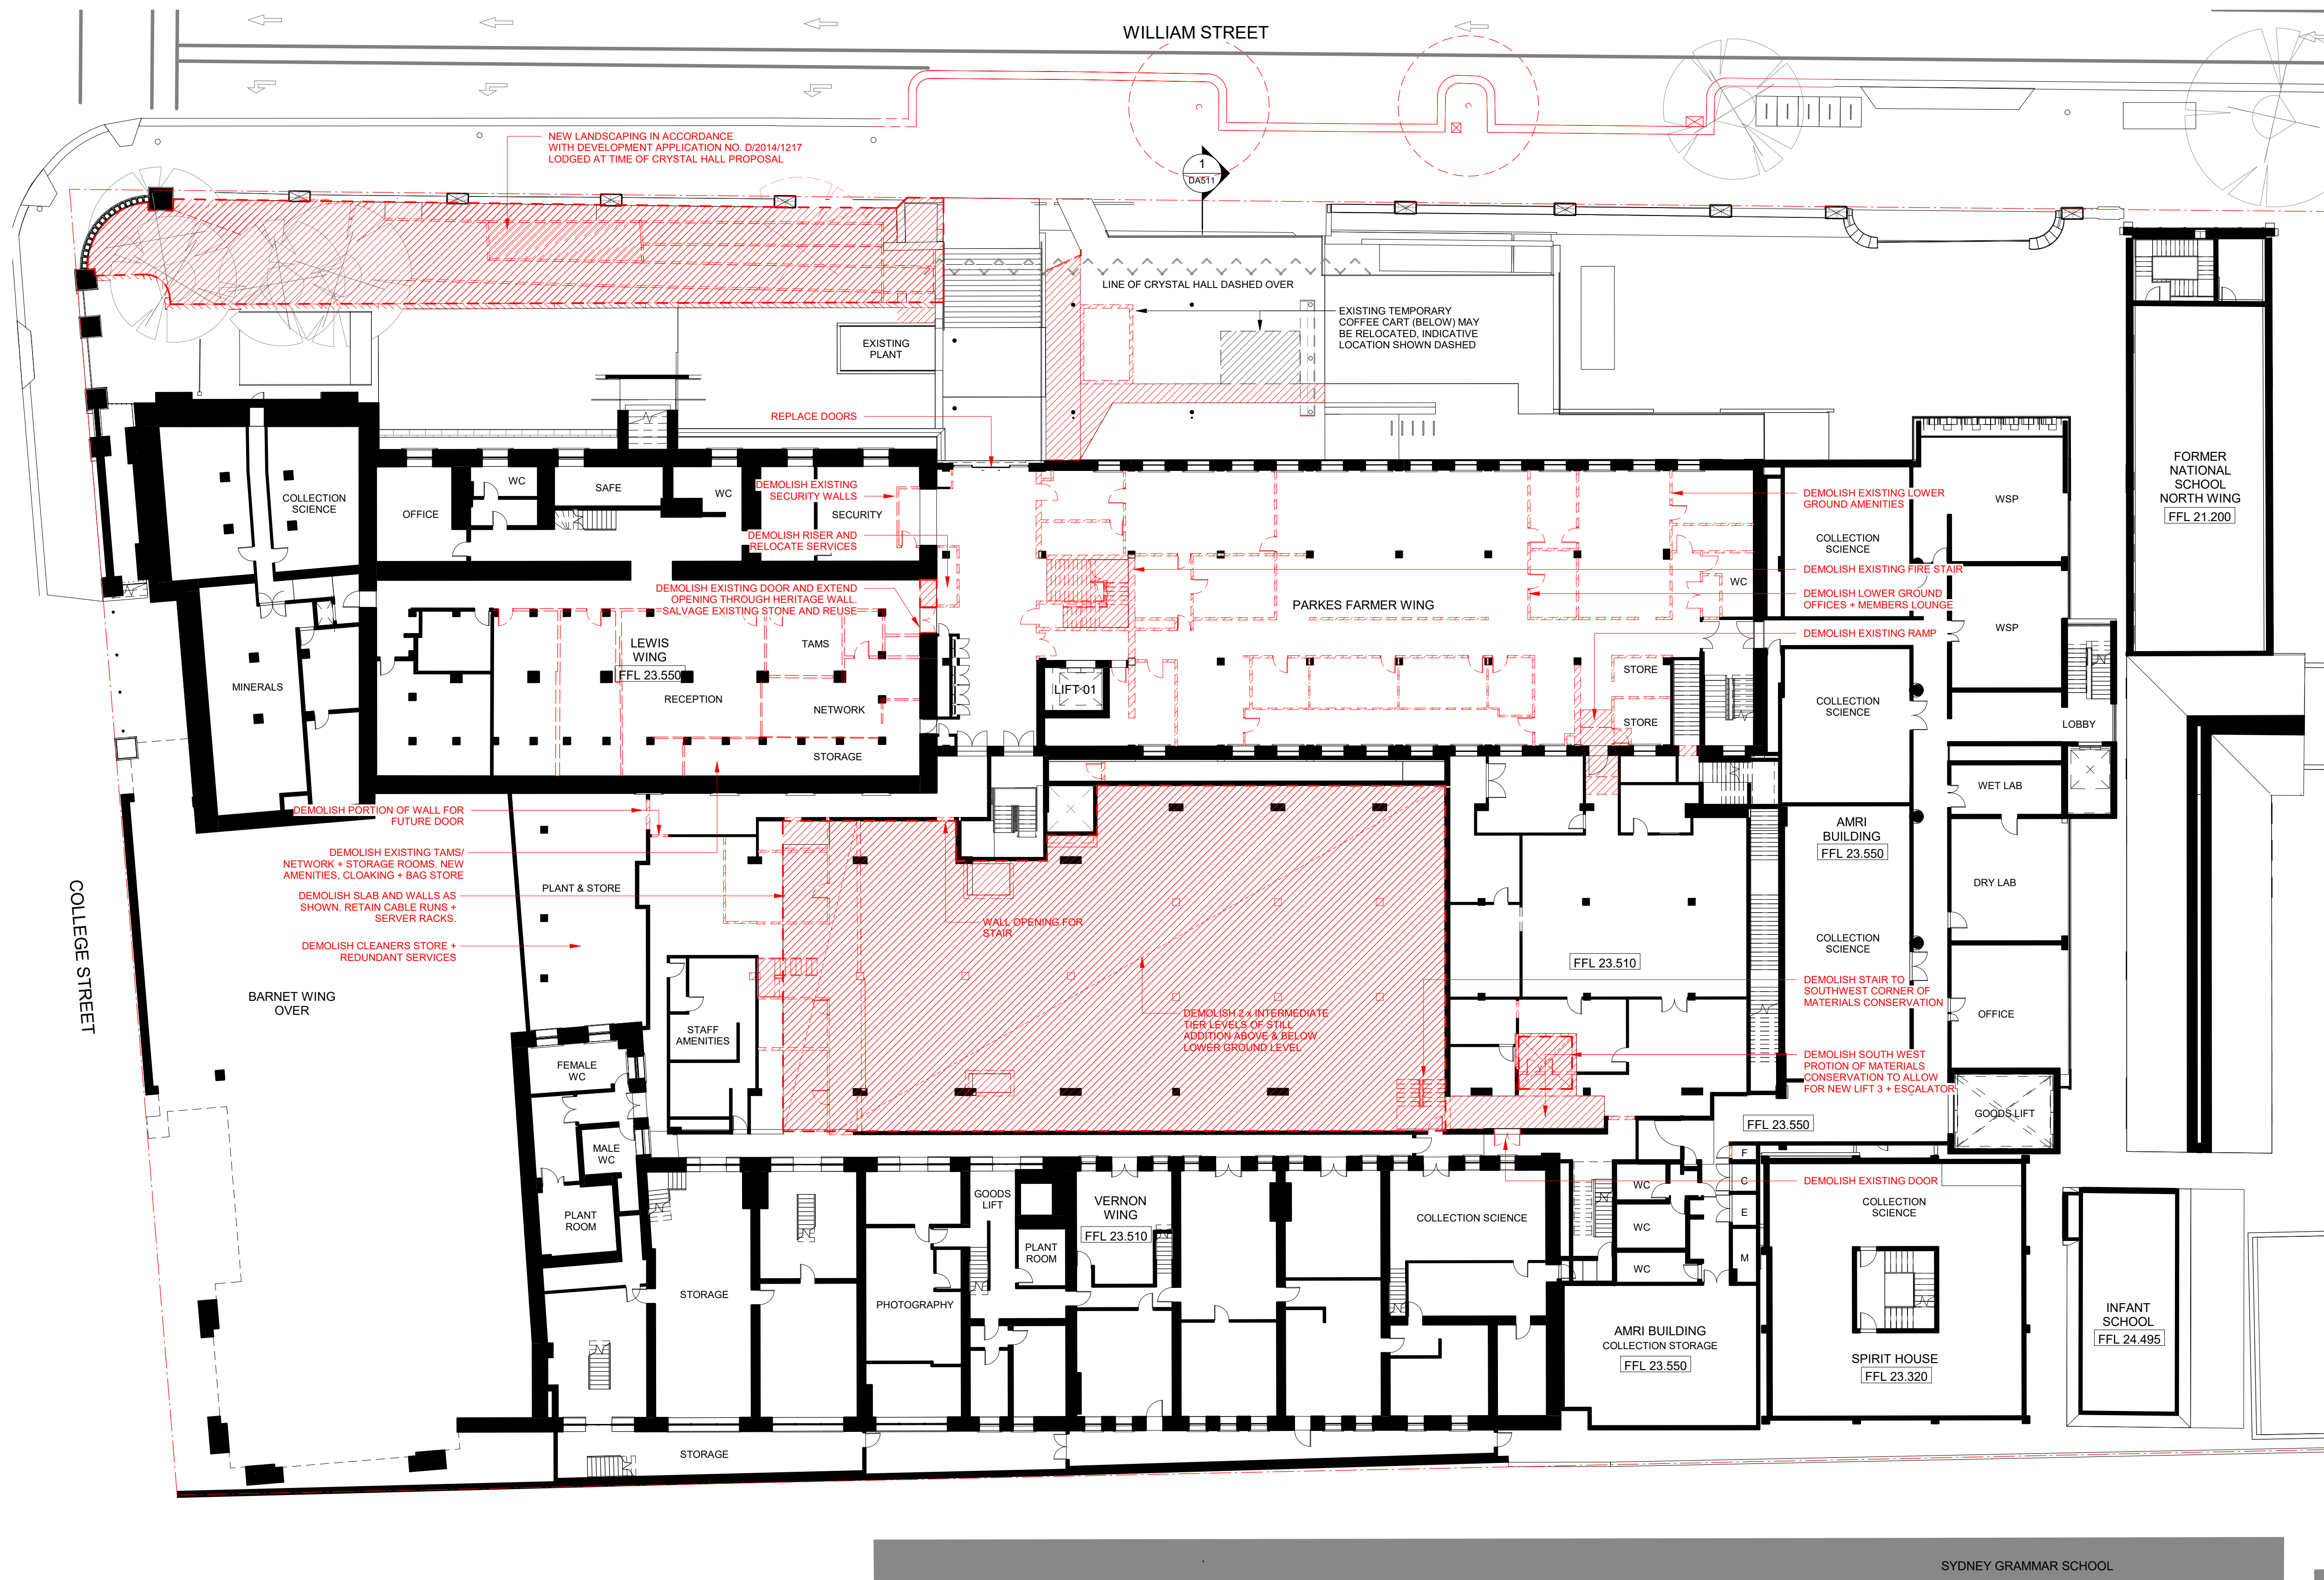 WILLIAM STREET
NEW LANDSCAPING IN ACCORDANCE
WITH DEVELOPMENT APPLICATION NO. D/2014/1217
LODGED AT TIME OF CRYSTAL HALL PROPOSAL
1
DA511
LINE OF CRYSTAL HALL DASHED OVER
EXISTING TEMPORARY
COFFEE CART (BELOW) MAY
BE RELOCATED, INDICATIVE
LOCATION SHOWN DASHED
EXISTING
PLANT
REPLACE DOORS
COLLECTION
SCIENCE
OFFICE
WC
SAFE
WC
DEMOLISH EXISTING
SECURITY WALLS
SECURITY
DEMOLISH RISER AND
RELOCATE SERVICES
DEMOLISH EXISTING DOOR AND EXTEND
OPENING THROUGH HERITAGE WALL.
SALVAGE EXISTING STONE AND REUSE
LEWIS
WING
FFL 23.550
TAMS
RECEPTION
NETWORK
STORAGE
MINERALS
PARKES FARMER WING
LIFT 01
WC
STORE
STORE
DEMOLISH EXISTING LOWER
GROUND AMENITIES
COLLECTION
SCIENCE
DEMOLISH EXISTING FIRE STAIR
DEMOLISH LOWER GROUND
OFFICES + MEMBERS LOUNGE
DEMOLISH EXISTING RAMP
WSP
WSP
FORMER
NATIONAL
SCHOOL
NORTH WING
FFL 21.200
COLLECTION
SCIENCE
LOBBY
WET LAB
AMRI
BUILDING
FFL 23.550
DRY LAB
COLLECTION
SCIENCE
OFFICE
DEMOLISH PORTION OF WALL FOR
FUTURE DOOR
DEMOLISH EXISTING TAMS/
NETWORK + STORAGE ROOMS. NEW
AMENITIES, CLOAKING + BAG STORE
DEMOLISH SLAB AND WALLS AS
SHOWN. RETAIN CABLE RUNS +
SERVER RACKS.
DEMOLISH CLEANERS STORE +
REDUNDANT SERVICES
PLANT & STORE
COLLEGE STREET
BARNET WING
OVER
WALL OPENING FOR
STAIR
FFL 23.510
DEMOLISH 2 x INTERMEDIATE
TIER LEVELS OF STILL
ADDITION ABOVE & BELOW
LOWER GROUND LEVEL
DEMOLISH STAIR TO
SOUTHWEST CORNER OF
MATERIALS CONSERVATION
DEMOLISH SOUTH WEST
PROTION OF MATERIALS
CONSERVATION TO ALLOW
FOR NEW LIFT 3 + ESCALATOR
STAFF
AMENITIES
FEMALE
WC
MALE
WC
PLANT
ROOM
FFL 23.550
GOODS LIFT
DEMOLISH EXISTING DOOR
F
C
E
M
WC
WC
WC
GOODS
LIFT
PLANT
ROOM
VERNON
WING
FFL 23.510
COLLECTION SCIENCE
COLLECTION
SCIENCE
STORAGE
PHOTOGRAPHY
AMRI BUILDING
COLLECTION STORAGE
FFL 23.550
SPIRIT HOUSE
FFL 23.320
INFANT
SCHOOL
FFL 24.495
STORAGE
SYDNEY GRAMMAR SCHOOL